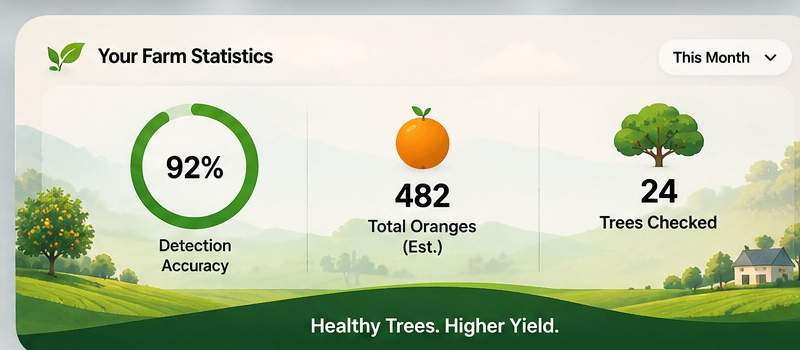 Your Farm Statistics
This Month
92%
Detection
Accuracy
482
Total Oranges
(Est.)
24
Trees Checked
Healthy Trees. Higher Yield.